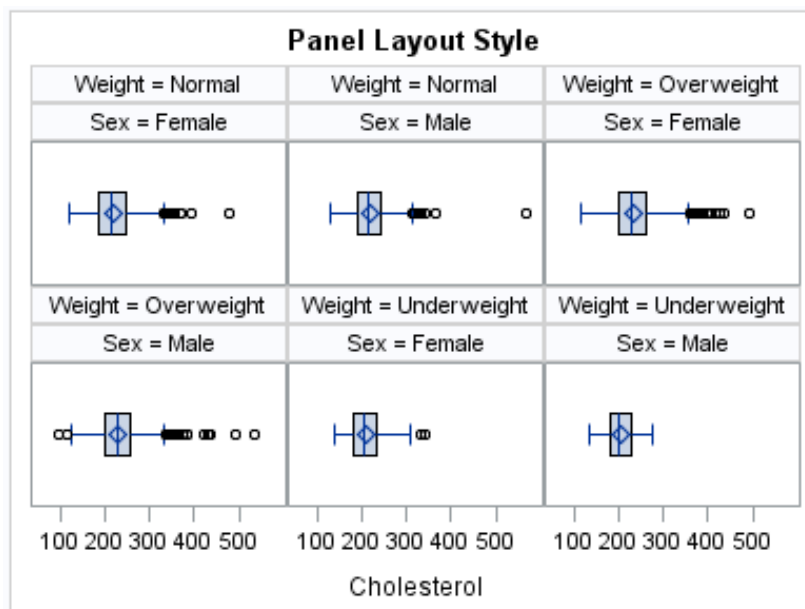 Panel Layout Style
Weight = Normal Weight = Normal Weight = Overweight
Sex = Female Sex = Male Sex = Female
Weight = Overweight Weight = Underweight Weight = Underweight
Sex = Male Sex = Female Sex = Male
100 200 300 400 500 100 200 300 400 500 100 200 300 400 500
Cholesterol